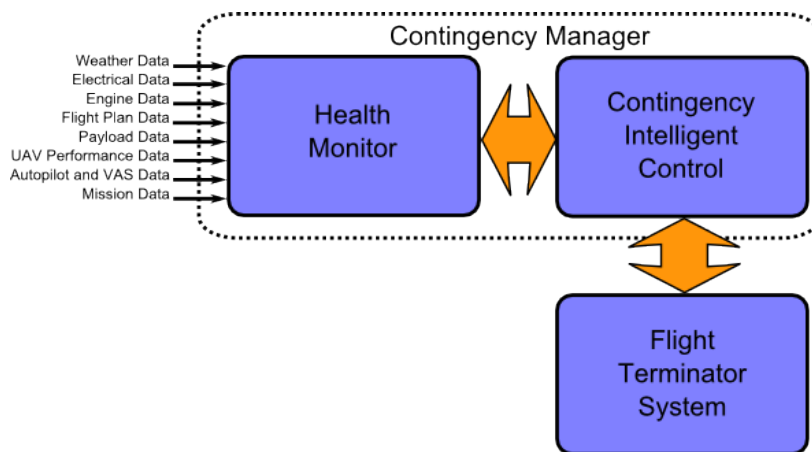 Contingency Manager
Weather Data
Electrical Data
Engine Data
Flight Plan Data
Payload Data
UAV Performance Data
Autopilot and VAS Data
Mission Data
Health
Monitor
Contingency
Intelligent
Control
Flight
Terminator
System